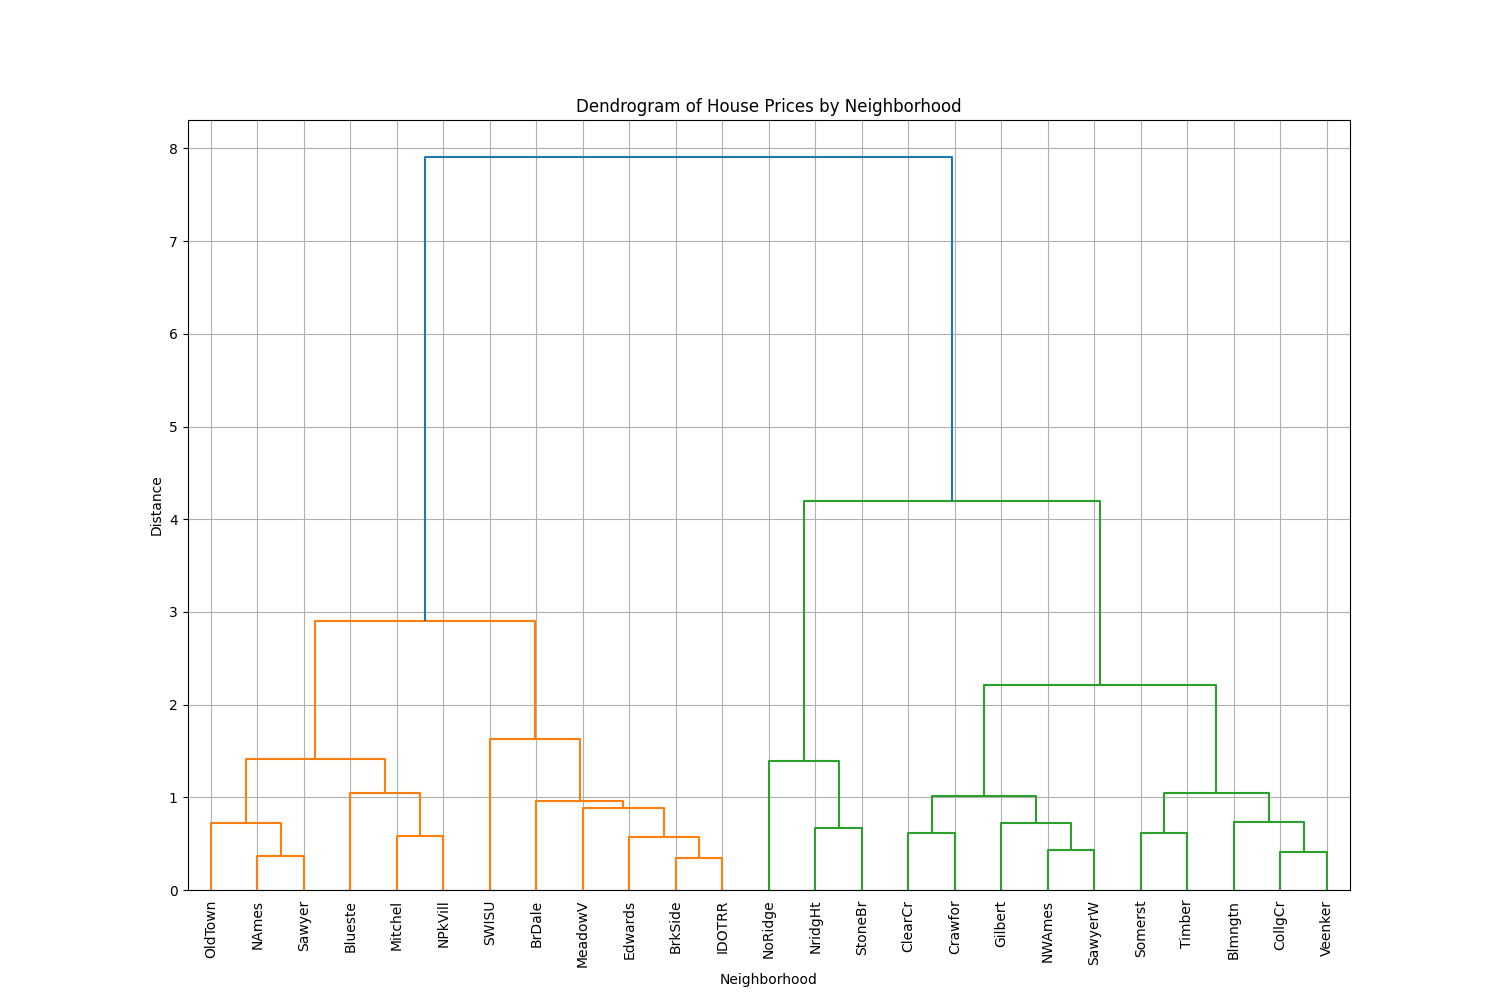 Dendrogram of House Prices by Neighborhood
8
7
6
5
4
3
2
1
0
Distance
OldTown
NAmes
Sawyer
Blueste
Mitchel
NPkVill
SWISU
BrDale
MeadowV
Edwards
BrkSide
IDOTRR
NoRidge
NridgHt
StoneBr
ClearCr
Crawfor
Gilbert
NWAmes
SawyerW
Somerst
Timber
Blmngtn
CollgCr
Veenker
Neighborhood